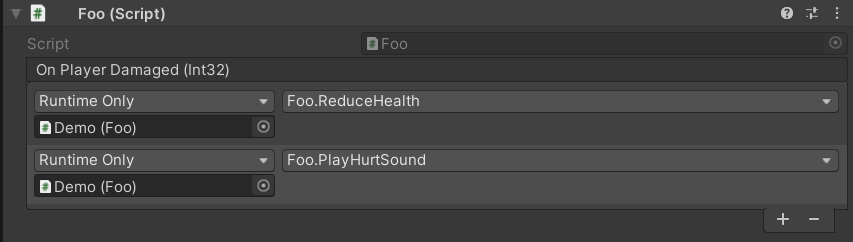 Foo (Script)
Script Foo
On Player Damaged (Int32)
Runtime Only Foo.ReduceHealth
Demo (Foo)
Runtime Only Foo.PlayHurtSound
Demo (Foo)